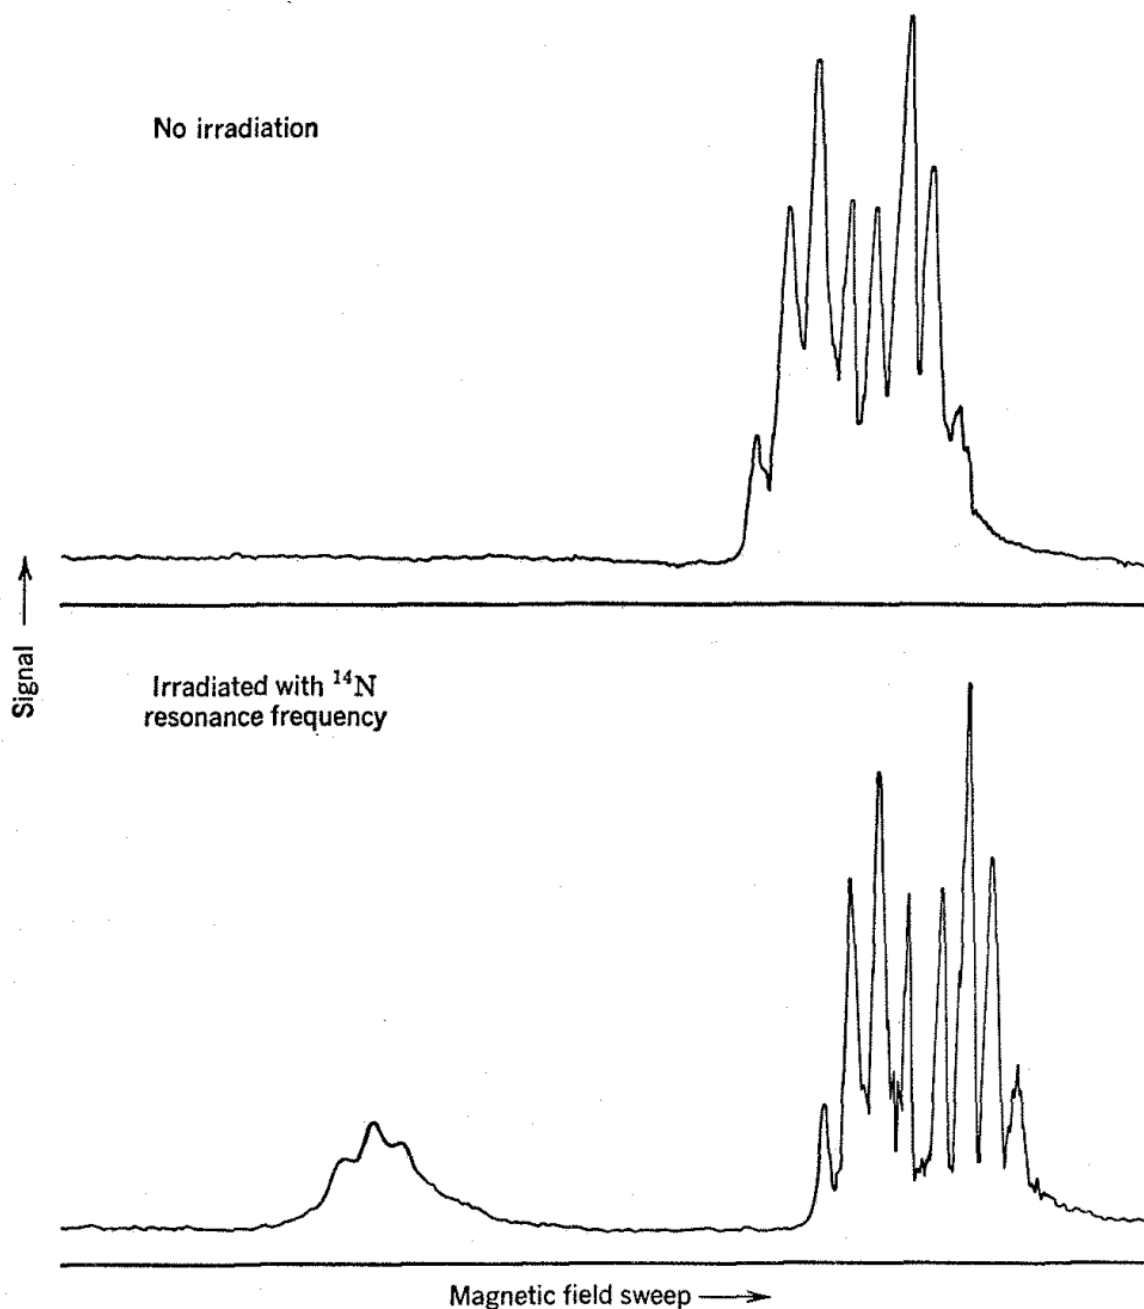 No irradiation
Signal →
Irradiated with ¹⁴N
resonance frequency
Magnetic field sweep →